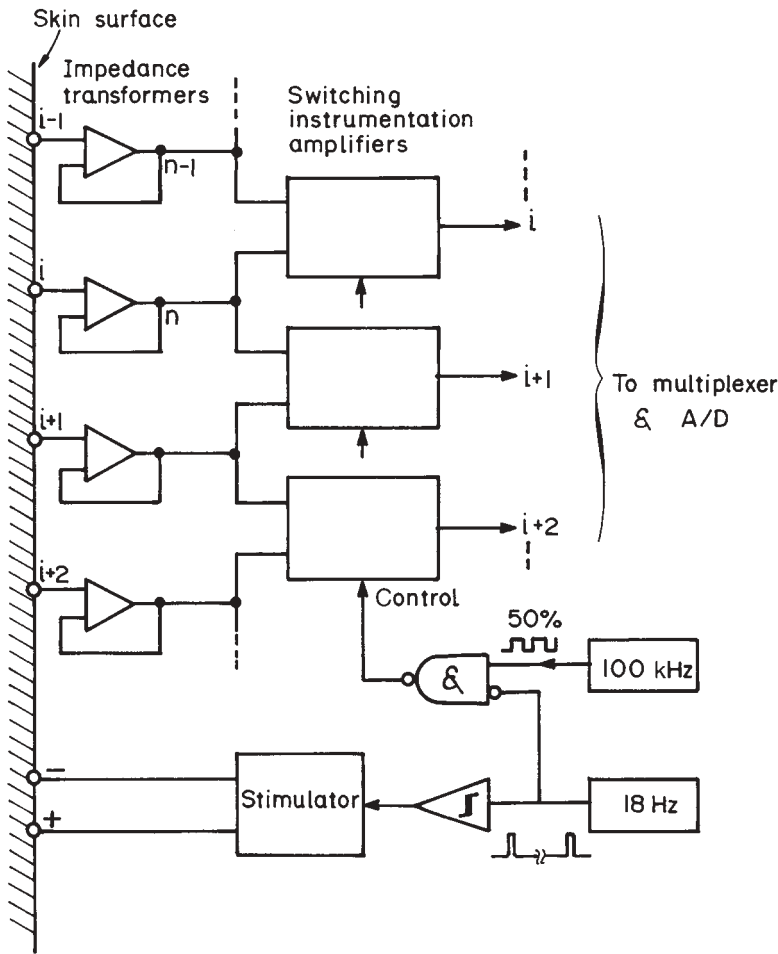 Skin surface
Impedance
transformers
Switching
instrumentation
amplifiers
i-1
n-1
i
i
n
i+1
i+1
To multiplexer
& A/D
i+2
i+2
Control
50%
&
100 kHz
−
Stimulator
18 Hz
+